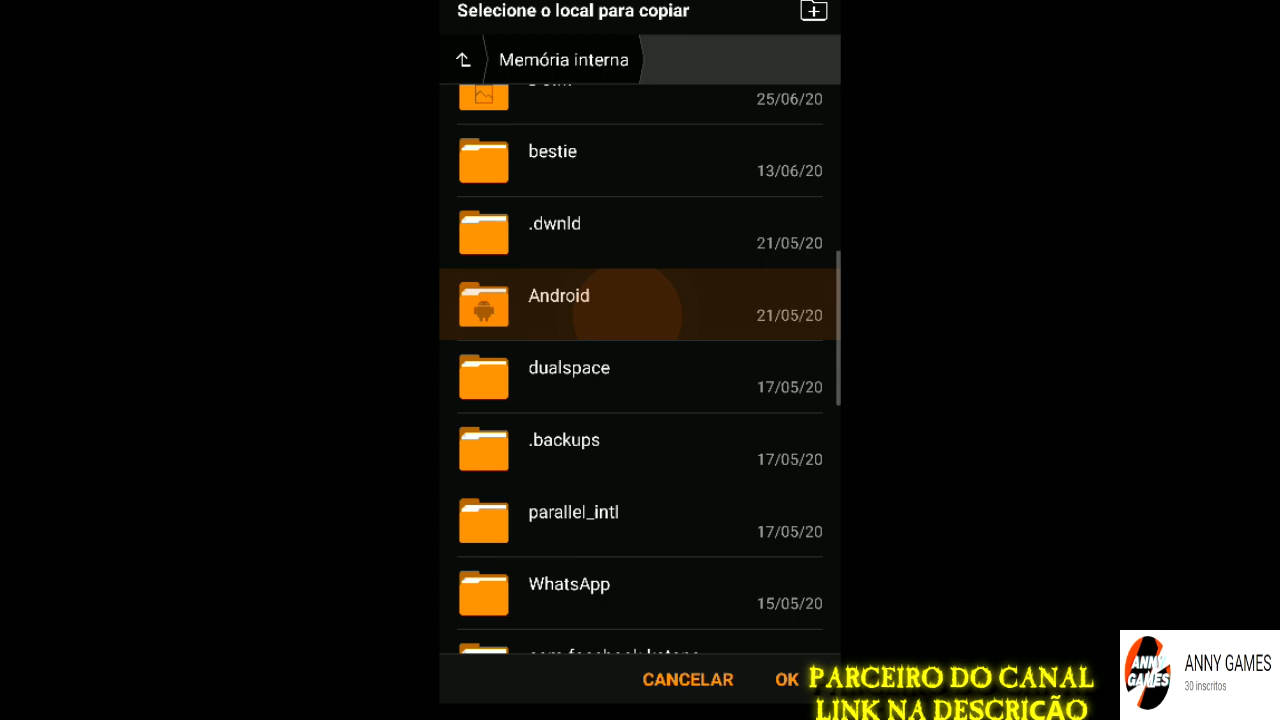 Selecione o local para copiar
Memória interna
25/06/20
bestie
13/06/20
.dwnld
21/05/20
Android
21/05/20
dualspace
17/05/20
.backups
17/05/20
parallel_intl
17/05/20
WhatsApp
15/05/20
CANCELAR OK
PARCEIRO DO CANAL
LINK NA DESCRIÇÃO
ANNY GAMES
ANNY GAMES
30 inscritos